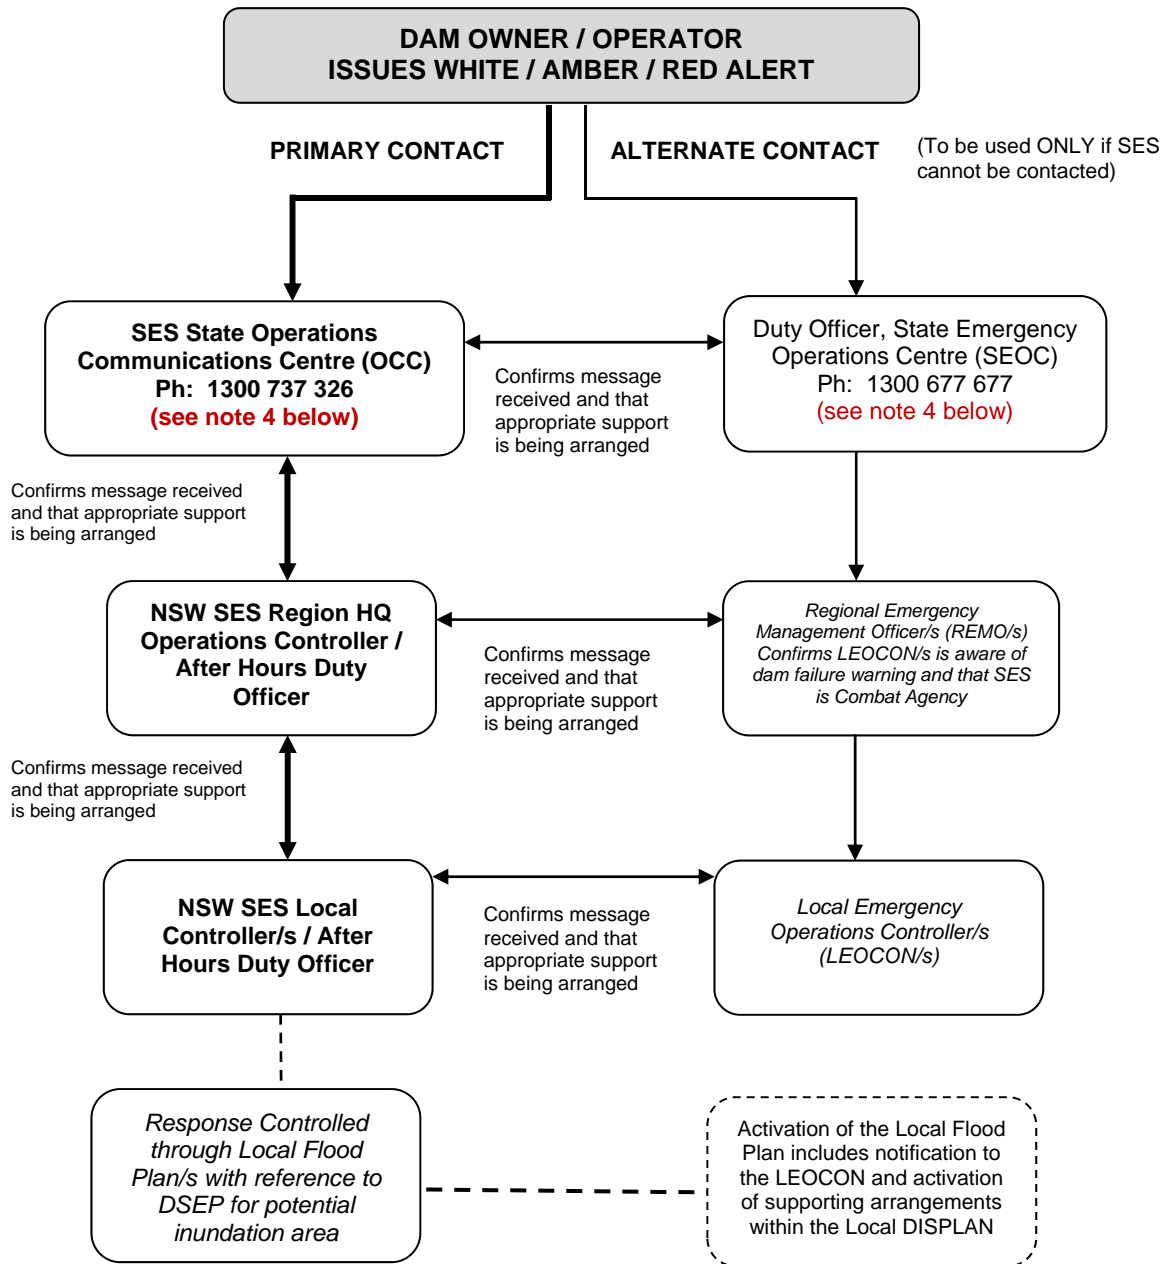 DAM OWNER / OPERATOR
ISSUES WHITE / AMBER / RED ALERT
PRIMARY CONTACT
ALTERNATE CONTACT
(To be used ONLY if SES
cannot be contacted)
SES State Operations
Communications Centre (OCC)
Ph: 1300 737 326
(see note 4 below)
Confirms message
received and that
appropriate support
is being arranged
Duty Officer, State Emergency
Operations Centre (SEOC)
Ph: 1300 677 677
(see note 4 below)
Confirms message received
and that appropriate support
is being arranged
NSW SES Region HQ
Operations Controller /
After Hours Duty
Officer
Confirms message
received and that
appropriate support
is being arranged
Regional Emergency
Management Officer/s (REMO/s)
Confirms LEOCON/s is aware of
dam failure warning and that SES
is Combat Agency
Confirms message received
and that appropriate support
is being arranged
NSW SES Local
Controller/s / After
Hours Duty Officer
Confirms message
received and that
appropriate support
is being arranged
Local Emergency
Operations Controller/s
(LEOCON/s)
Response Controlled
through Local Flood
Plan/s with reference to
DSEP for potential
inundation area
Activation of the Local Flood
Plan includes notification to
the LEOCON and activation
of supporting arrangements
within the Local DISPLAN